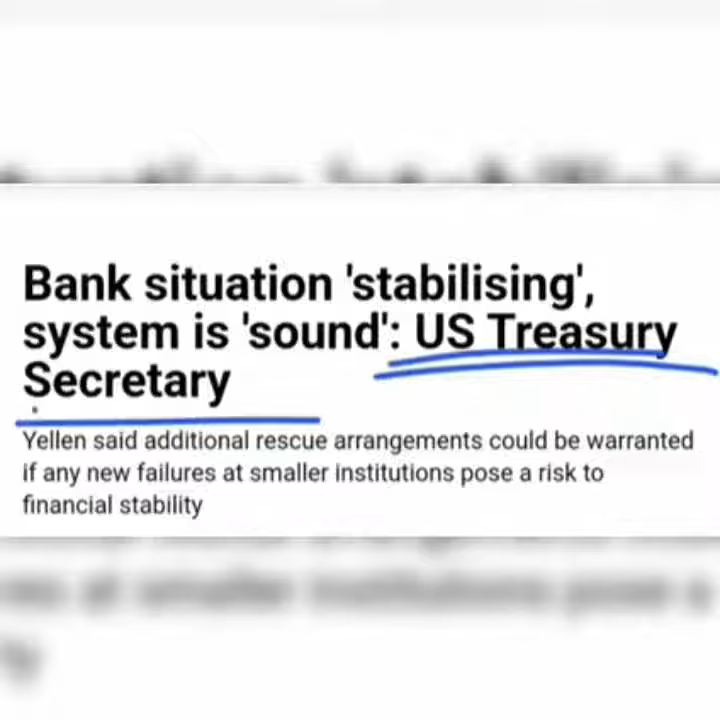 Bank situation 'stabilising',
system is 'sound': US Treasury
Secretary
Yellen said additional rescue arrangements could be warranted
if any new failures at smaller institutions pose a risk to
financial stability